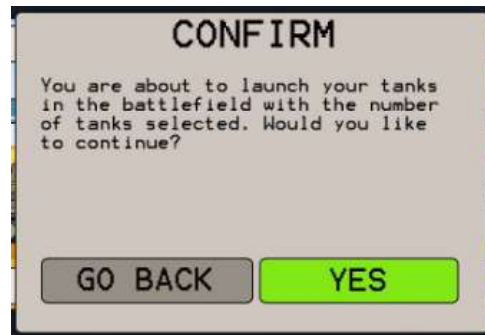 CONFIRM
You are about to launch your tanks
in the battlefield with the number
of tanks selected. Would you like
to continue?
GO BACK
YES